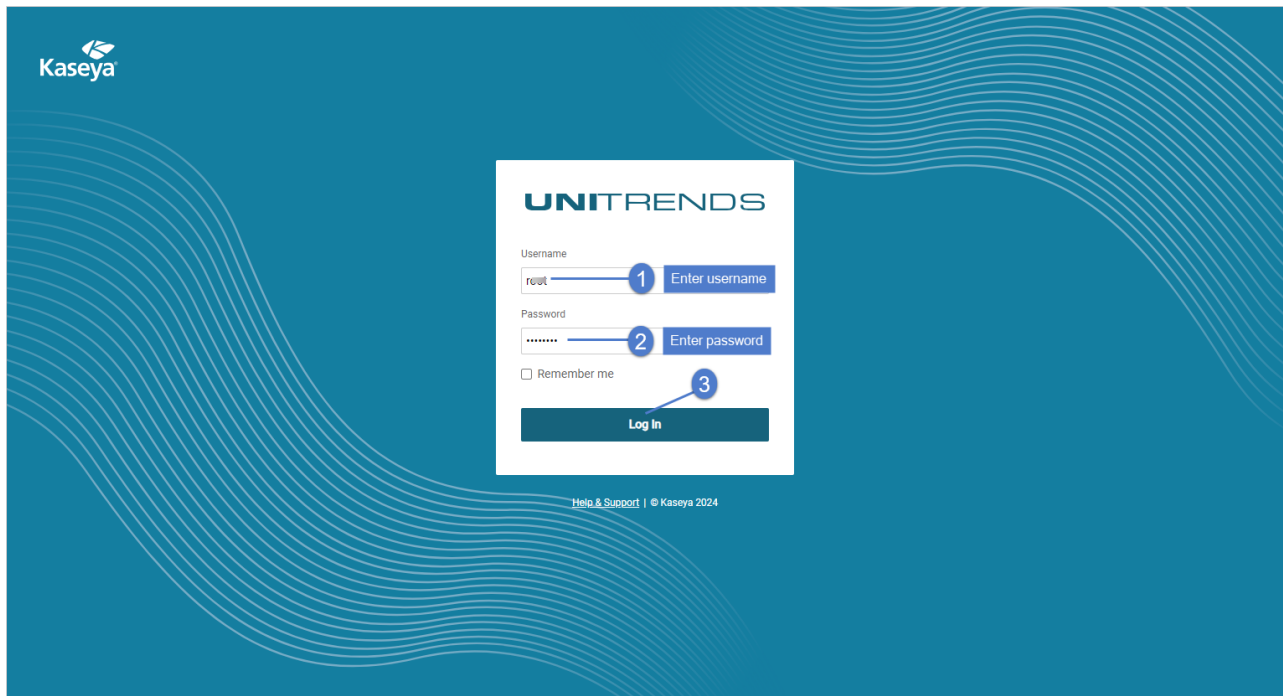 Kaseya
UNITRENDS
Username
root
1 Enter username
Password
2 Enter password
Remember me
3
Log In
Help & Support | © Kaseya 2024